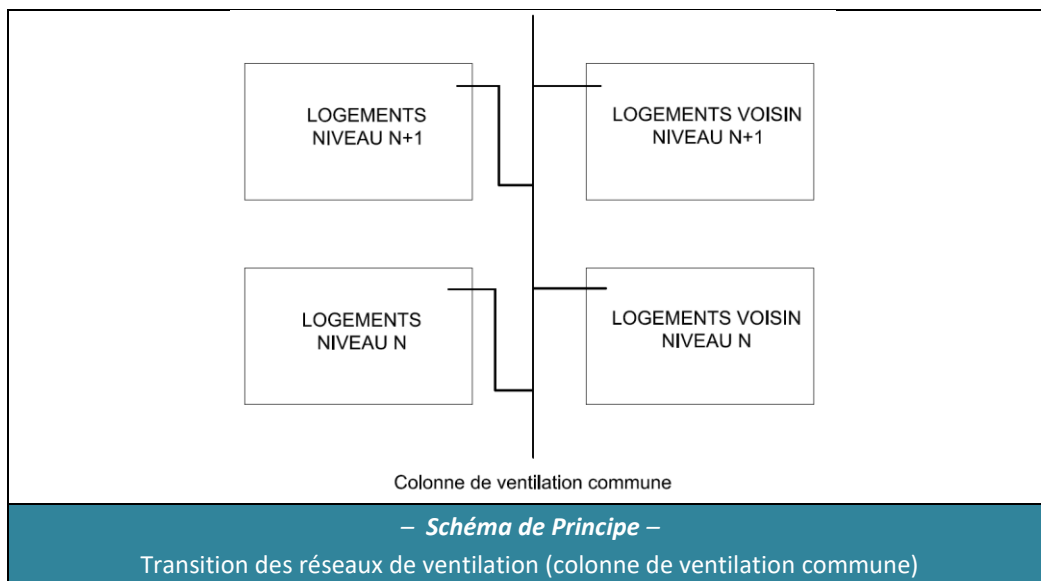 LOGEMENTS
NIVEAU N+1
LOGEMENTS VOISIN
NIVEAU N+1
LOGEMENTS
NIVEAU N
LOGEMENTS VOISIN
NIVEAU N
Colonne de ventilation commune
– Schéma de Principe –
Transition des réseaux de ventilation (colonne de ventilation commune)